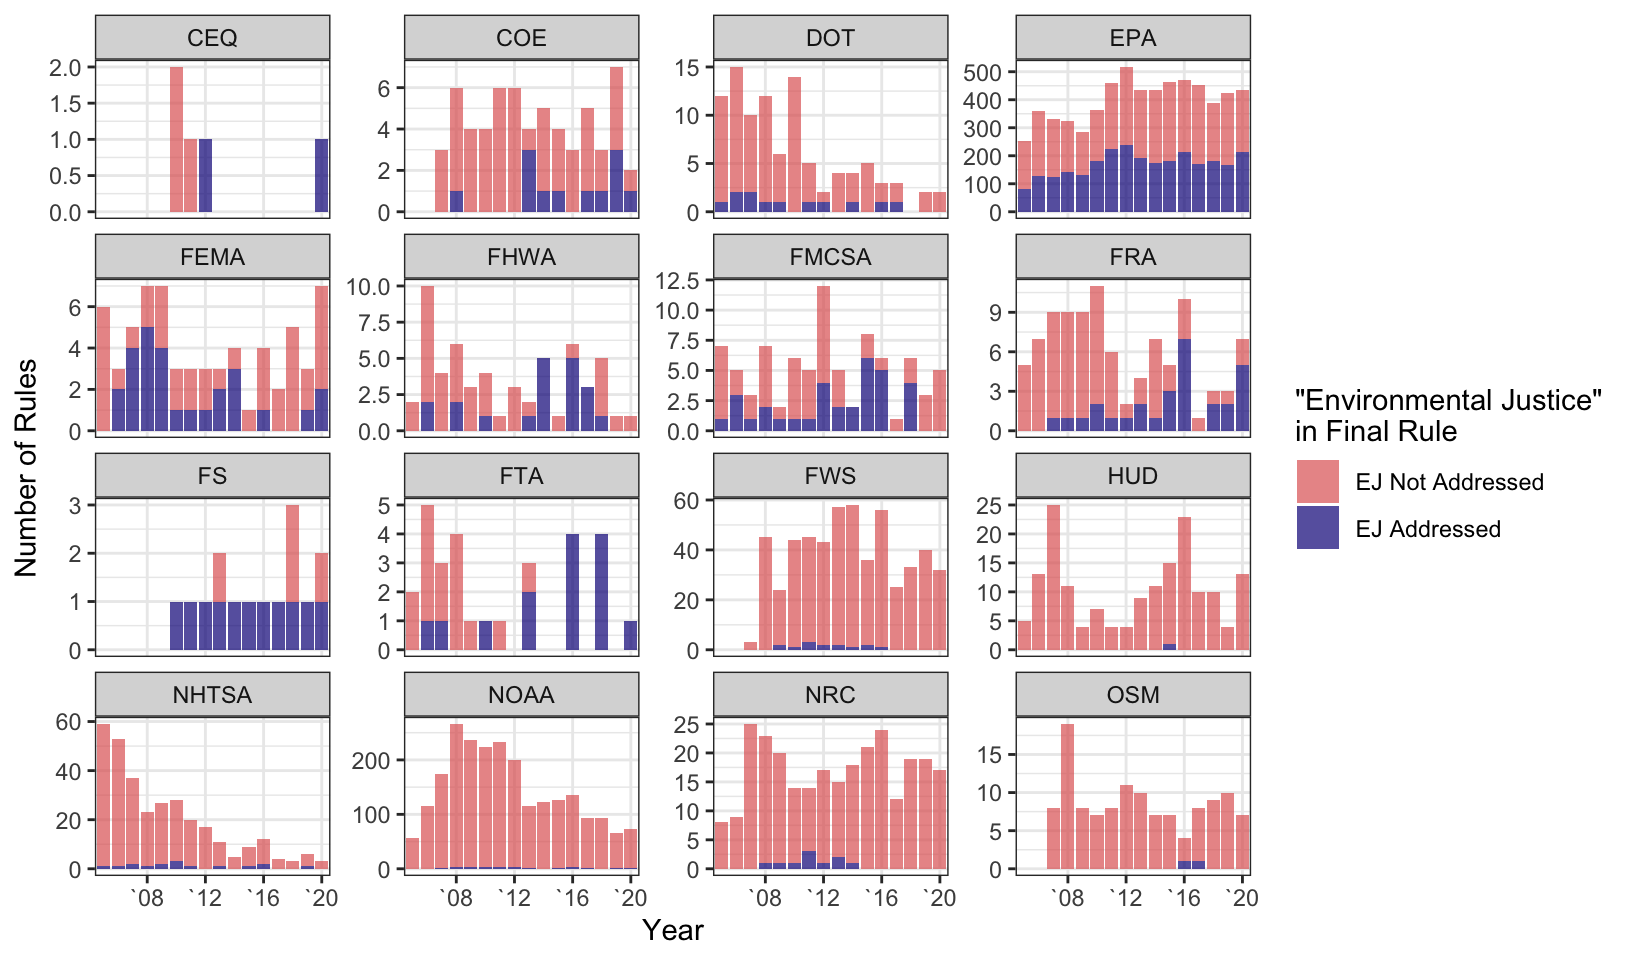 CEQ COE DOT EPA
2.0 1.5 1.0 0.5 0.0
6 4 2 0
15 10 5 0
500 400 300 200 100 0
FEMA FHWA FMCSA FRA
6 4 2 0
10.0 7.5 5.0 2.5 0.0
12.5 10.0 7.5 5.0 2.5 0.0
9 6 3 0
FS FTA FWS HUD
3 2 1 0
5 4 3 2 1 0
60 40 20 0
25 20 15 10 5 0
NHTSA NOAA NRC OSM
60 40 20 0
200 100 0
25 20 15 10 5 0
15 10 5 0
`08 `12 `16 `20 `08 `12 `16 `20 `08 `12 `16 `20 `08 `12 `16 `20
Year
Number of Rules
"Environmental Justice"
in Final Rule
EJ Not Addressed
EJ Addressed